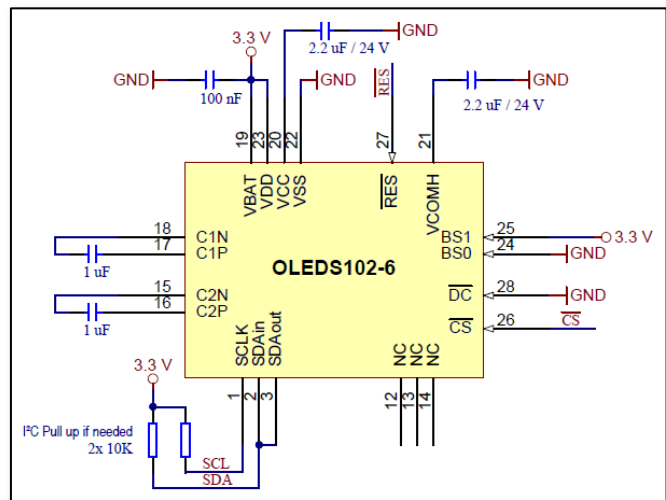 3.3 V
GND
2.2 uF / 24 V
GND
100 nF
GND
RES
GND
2.2 uF / 24 V
19
23
20
22
27
21
VBAT
VDD
VCC
VSS
RES
VCOMH
18 C1N
17 C1P
1 uF
15 C2N
16 C2P
1 uF
OLEDS102-6
BS1 25 3.3 V
BS0 24 GND
DC 28 GND
CS 26 CS
SCLK
SDAin
SDAout
NC
NC
NC
1
2
3
12
13
14
3.3 V
I²C Pull up if needed
2x 10K
SCL
SDA